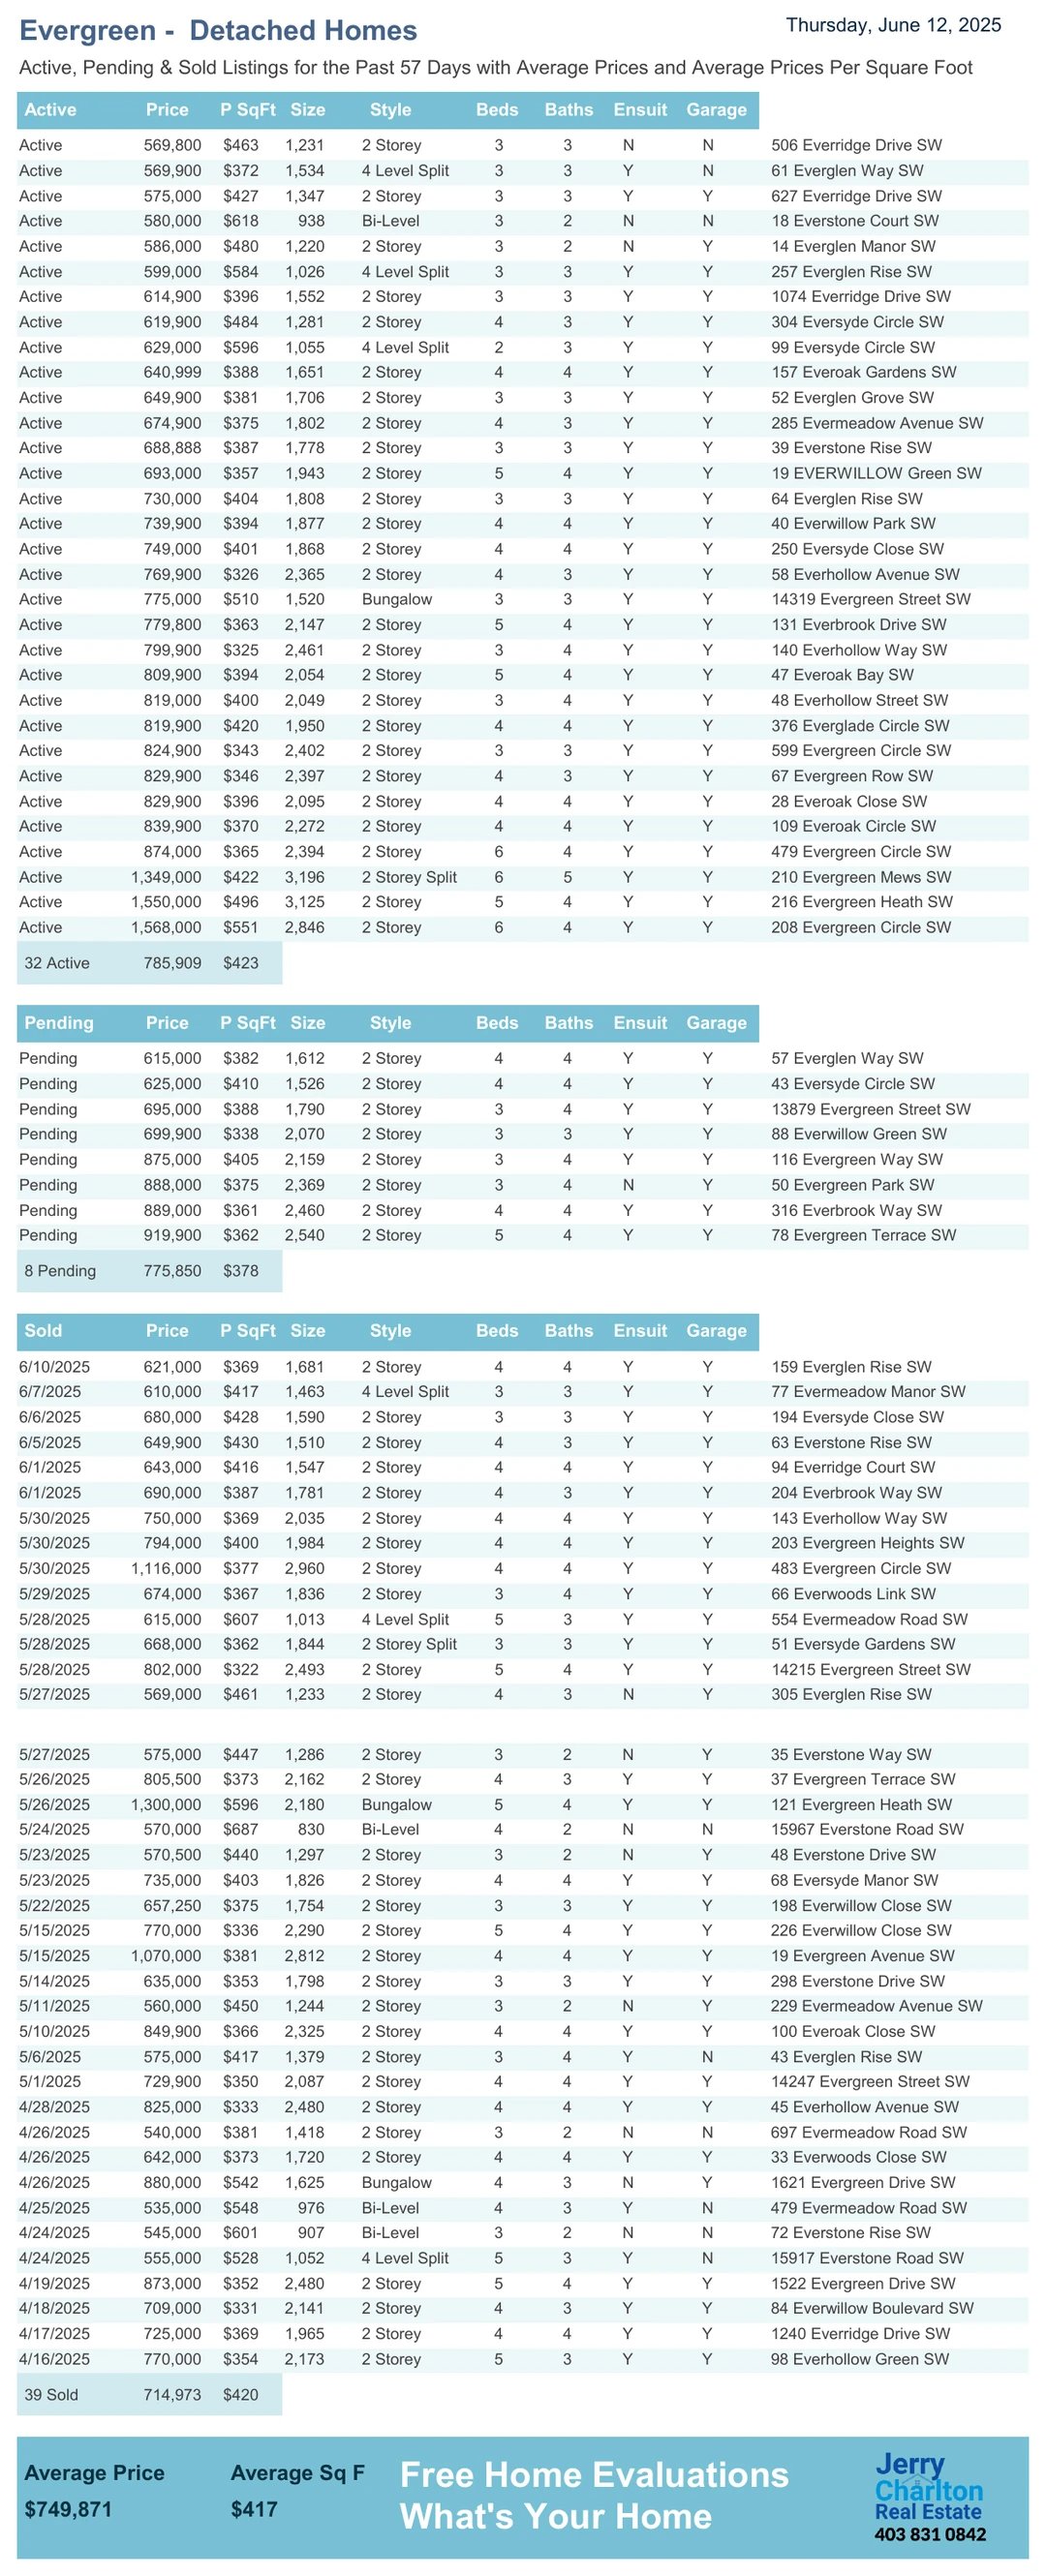 Evergreen -  Detached Homes
Thursday, June 12, 2025
Active, Pending & Sold Listings for the Past 57 Days with Average Prices and Average Prices Per Square Foot
Active Price P SqFt Size Style Beds Baths Ensuit Garage
Active 569,800 $463 1,231 2 Storey 3 3 N N 506 Everridge Drive SW
Active 569,900 $372 1,534 4 Level Split 3 3 Y N 61 Everglen Way SW
Active 575,000 $427 1,347 2 Storey 3 3 Y Y 627 Everridge Drive SW
Active 580,000 $618 938 Bi-Level 3 2 N N 18 Everstone Court SW
Active 586,000 $480 1,220 2 Storey 3 2 N Y 14 Everglen Manor SW
Active 599,000 $584 1,026 4 Level Split 3 3 Y Y 257 Everglen Rise SW
Active 614,900 $396 1,552 2 Storey 3 3 Y Y 1074 Everridge Drive SW
Active 619,900 $484 1,281 2 Storey 4 3 Y Y 304 Eversyde Circle SW
Active 629,000 $596 1,055 4 Level Split 2 3 Y Y 99 Eversyde Circle SW
Active 640,999 $388 1,651 2 Storey 4 4 Y Y 157 Everoak Gardens SW
Active 649,900 $381 1,706 2 Storey 3 3 Y Y 52 Everglen Grove SW
Active 674,900 $375 1,802 2 Storey 4 3 Y Y 285 Evermeadow Avenue SW
Active 688,888 $387 1,778 2 Storey 3 3 Y Y 39 Everstone Rise SW
Active 693,000 $357 1,943 2 Storey 5 4 Y Y 19 EVERWILLOW Green SW
Active 730,000 $404 1,808 2 Storey 3 3 Y Y 64 Everglen Rise SW
Active 739,900 $394 1,877 2 Storey 4 4 Y Y 40 Everwillow Park SW
Active 749,000 $401 1,868 2 Storey 4 4 Y Y 250 Eversyde Close SW
Active 769,900 $326 2,365 2 Storey 4 3 Y Y 58 Everhollow Avenue SW
Active 775,000 $510 1,520 Bungalow 3 3 Y Y 14319 Evergreen Street SW
Active 779,800 $363 2,147 2 Storey 5 4 Y Y 131 Everbrook Drive SW
Active 799,900 $325 2,461 2 Storey 3 4 Y Y 140 Everhollow Way SW
Active 809,900 $394 2,054 2 Storey 5 4 Y Y 47 Everoak Bay SW
Active 819,000 $400 2,049 2 Storey 3 4 Y Y 48 Everhollow Street SW
Active 819,900 $420 1,950 2 Storey 4 4 Y Y 376 Everglade Circle SW
Active 824,900 $343 2,402 2 Storey 3 3 Y Y 599 Evergreen Circle SW
Active 829,900 $346 2,397 2 Storey 4 3 Y Y 67 Evergreen Row SW
Active 829,900 $396 2,095 2 Storey 4 4 Y Y 28 Everoak Close SW
Active 839,900 $370 2,272 2 Storey 4 4 Y Y 109 Everoak Circle SW
Active 874,000 $365 2,394 2 Storey 6 4 Y Y 479 Evergreen Circle SW
Active 1,349,000 $422 3,196 2 Storey Split 6 5 Y Y 210 Evergreen Mews SW
Active 1,550,000 $496 3,125 2 Storey 5 4 Y Y 216 Evergreen Heath SW
Active 1,568,000 $551 2,846 2 Storey 6 4 Y Y 208 Evergreen Circle SW
32 Active 785,909 $423
Pending Price P SqFt Size Style Beds Baths Ensuit Garage
Pending 615,000 $382 1,612 2 Storey 4 4 Y Y 57 Everglen Way SW
Pending 625,000 $410 1,526 2 Storey 4 4 Y Y 43 Eversyde Circle SW
Pending 695,000 $388 1,790 2 Storey 3 4 Y Y 13879 Evergreen Street SW
Pending 699,900 $338 2,070 2 Storey 3 3 Y Y 88 Everwillow Green SW
Pending 875,000 $405 2,159 2 Storey 3 4 Y Y 116 Evergreen Way SW
Pending 888,000 $375 2,369 2 Storey 3 4 N Y 50 Evergreen Park SW
Pending 889,000 $361 2,460 2 Storey 4 4 Y Y 316 Everbrook Way SW
Pending 919,900 $362 2,540 2 Storey 5 4 Y Y 78 Evergreen Terrace SW
8 Pending 775,850 $378
Sold Price P SqFt Size Style Beds Baths Ensuit Garage
6/10/2025 621,000 $369 1,681 2 Storey 4 4 Y Y 159 Everglen Rise SW
6/7/2025 610,000 $417 1,463 4 Level Split 3 3 Y Y 77 Evermeadow Manor SW
6/6/2025 680,000 $428 1,590 2 Storey 3 3 Y Y 194 Eversyde Close SW
6/5/2025 649,900 $430 1,510 2 Storey 4 3 Y Y 63 Everstone Rise SW
6/1/2025 643,000 $416 1,547 2 Storey 4 4 Y Y 94 Everridge Court SW
6/1/2025 690,000 $387 1,781 2 Storey 4 3 Y Y 204 Everbrook Way SW
5/30/2025 750,000 $369 2,035 2 Storey 4 4 Y Y 143 Everhollow Way SW
5/30/2025 794,000 $400 1,984 2 Storey 4 4 Y Y 203 Evergreen Heights SW
5/30/2025 1,116,000 $377 2,960 2 Storey 4 4 Y Y 483 Evergreen Circle SW
5/29/2025 674,000 $367 1,836 2 Storey 3 4 Y Y 66 Everwoods Link SW
5/28/2025 615,000 $607 1,013 4 Level Split 5 3 Y Y 554 Evermeadow Road SW
5/28/2025 668,000 $362 1,844 2 Storey Split 3 3 Y Y 51 Eversyde Gardens SW
5/28/2025 802,000 $322 2,493 2 Storey 5 4 Y Y 14215 Evergreen Street SW
5/27/2025 569,000 $461 1,233 2 Storey 4 3 N Y 305 Everglen Rise SW
5/27/2025 575,000 $447 1,286 2 Storey 3 2 N Y 35 Everstone Way SW
5/26/2025 805,500 $373 2,162 2 Storey 4 3 Y Y 37 Evergreen Terrace SW
5/26/2025 1,300,000 $596 2,180 Bungalow 5 4 Y Y 121 Evergreen Heath SW
5/24/2025 570,000 $687 830 Bi-Level 4 2 N N 15967 Everstone Road SW
5/23/2025 570,500 $440 1,297 2 Storey 3 2 N Y 48 Everstone Drive SW
5/23/2025 735,000 $403 1,826 2 Storey 4 4 Y Y 68 Eversyde Manor SW
5/22/2025 657,250 $375 1,754 2 Storey 3 3 Y Y 198 Everwillow Close SW
5/15/2025 770,000 $336 2,290 2 Storey 5 4 Y Y 226 Everwillow Close SW
5/15/2025 1,070,000 $381 2,812 2 Storey 4 4 Y Y 19 Evergreen Avenue SW
5/14/2025 635,000 $353 1,798 2 Storey 3 3 Y Y 298 Everstone Drive SW
5/11/2025 560,000 $450 1,244 2 Storey 3 2 N Y 229 Evermeadow Avenue SW
5/10/2025 849,900 $366 2,325 2 Storey 4 4 Y Y 100 Everoak Close SW
5/6/2025 575,000 $417 1,379 2 Storey 3 4 Y N 43 Everglen Rise SW
5/1/2025 729,900 $350 2,087 2 Storey 4 4 Y Y 14247 Evergreen Street SW
4/28/2025 825,000 $333 2,480 2 Storey 4 4 Y Y 45 Everhollow Avenue SW
4/26/2025 540,000 $381 1,418 2 Storey 3 2 N N 697 Evermeadow Road SW
4/26/2025 642,000 $373 1,720 2 Storey 4 4 Y Y 33 Everwoods Close SW
4/26/2025 880,000 $542 1,625 Bungalow 4 3 N Y 1621 Evergreen Drive SW
4/25/2025 535,000 $548 976 Bi-Level 4 3 Y N 479 Evermeadow Road SW
4/24/2025 545,000 $601 907 Bi-Level 3 2 N N 72 Everstone Rise SW
4/24/2025 555,000 $528 1,052 4 Level Split 5 3 Y N 15917 Everstone Road SW
4/19/2025 873,000 $352 2,480 2 Storey 5 4 Y Y 1522 Evergreen Drive SW
4/18/2025 709,000 $331 2,141 2 Storey 4 3 Y Y 84 Everwillow Boulevard SW
4/17/2025 725,000 $369 1,965 2 Storey 4 4 Y Y 1240 Everridge Drive SW
4/16/2025 770,000 $354 2,173 2 Storey 5 3 Y Y 98 Everhollow Green SW
39 Sold 714,973 $420
Average Price Average Sq F
$749,871 $417
Free Home Evaluations
What's Your Home
Jerry
Charlton
Real Estate
403 831 0842